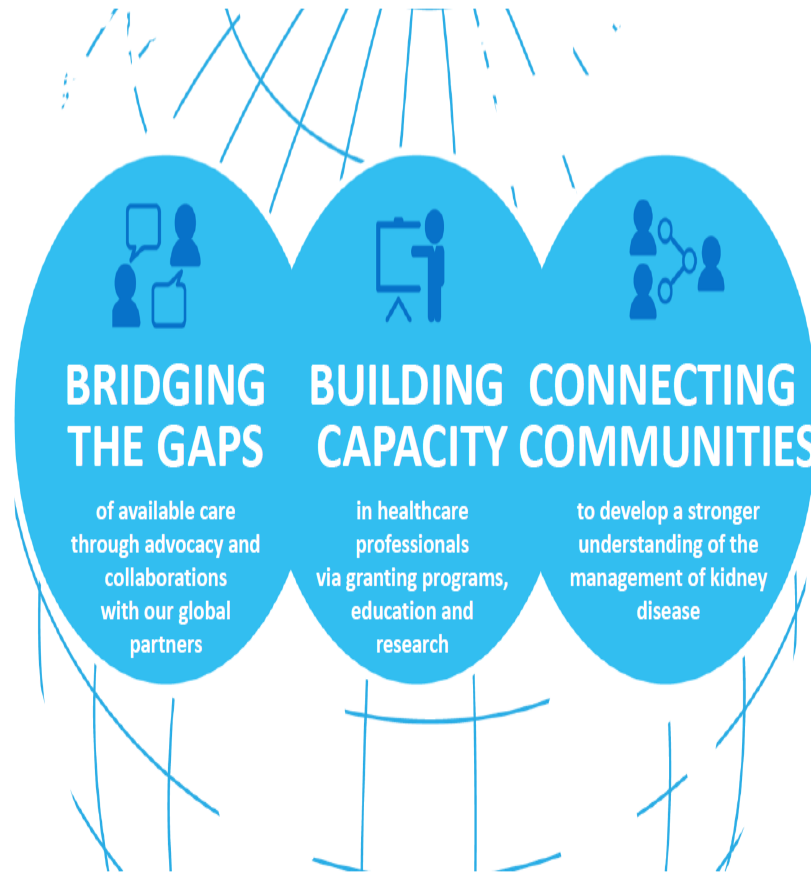 BRIDGING
THE GAPS
of available care
through advocacy and
collaborations
with our global
partners
BUILDING
CAPACITY
in healthcare
professionals
via granting programs,
education and
research
CONNECTING
COMMUNITIES
to develop a stronger
understanding of the
management of kidney
disease